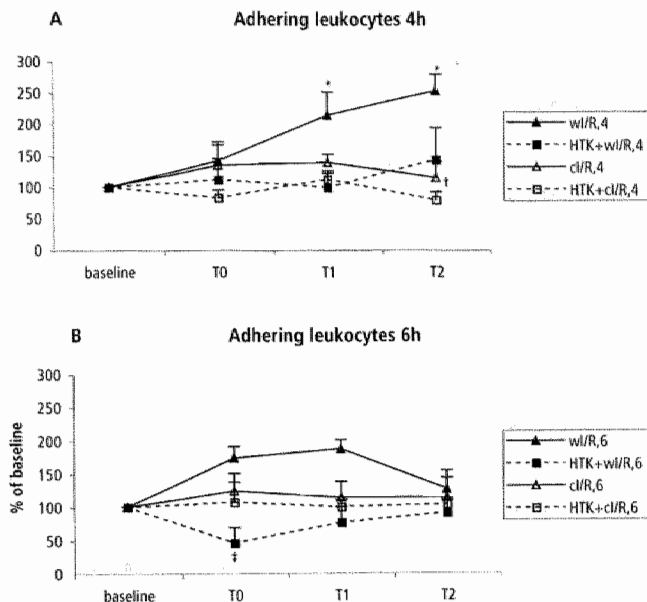 A
Adhering leukocytes 4h
300
250
200
150
100
50
0
*
*
†
baseline
T0
T1
T2
wI/R,4
HTK+wI/R,4
cI/R,4
HTK+cI/R,4
B
Adhering leukocytes 6h
% of baseline
300
250
200
150
100
50
0
‡
baseline
T0
T1
T2
wI/R,6
HTK+wI/R,6
cI/R,6
HTK+cI/R,6